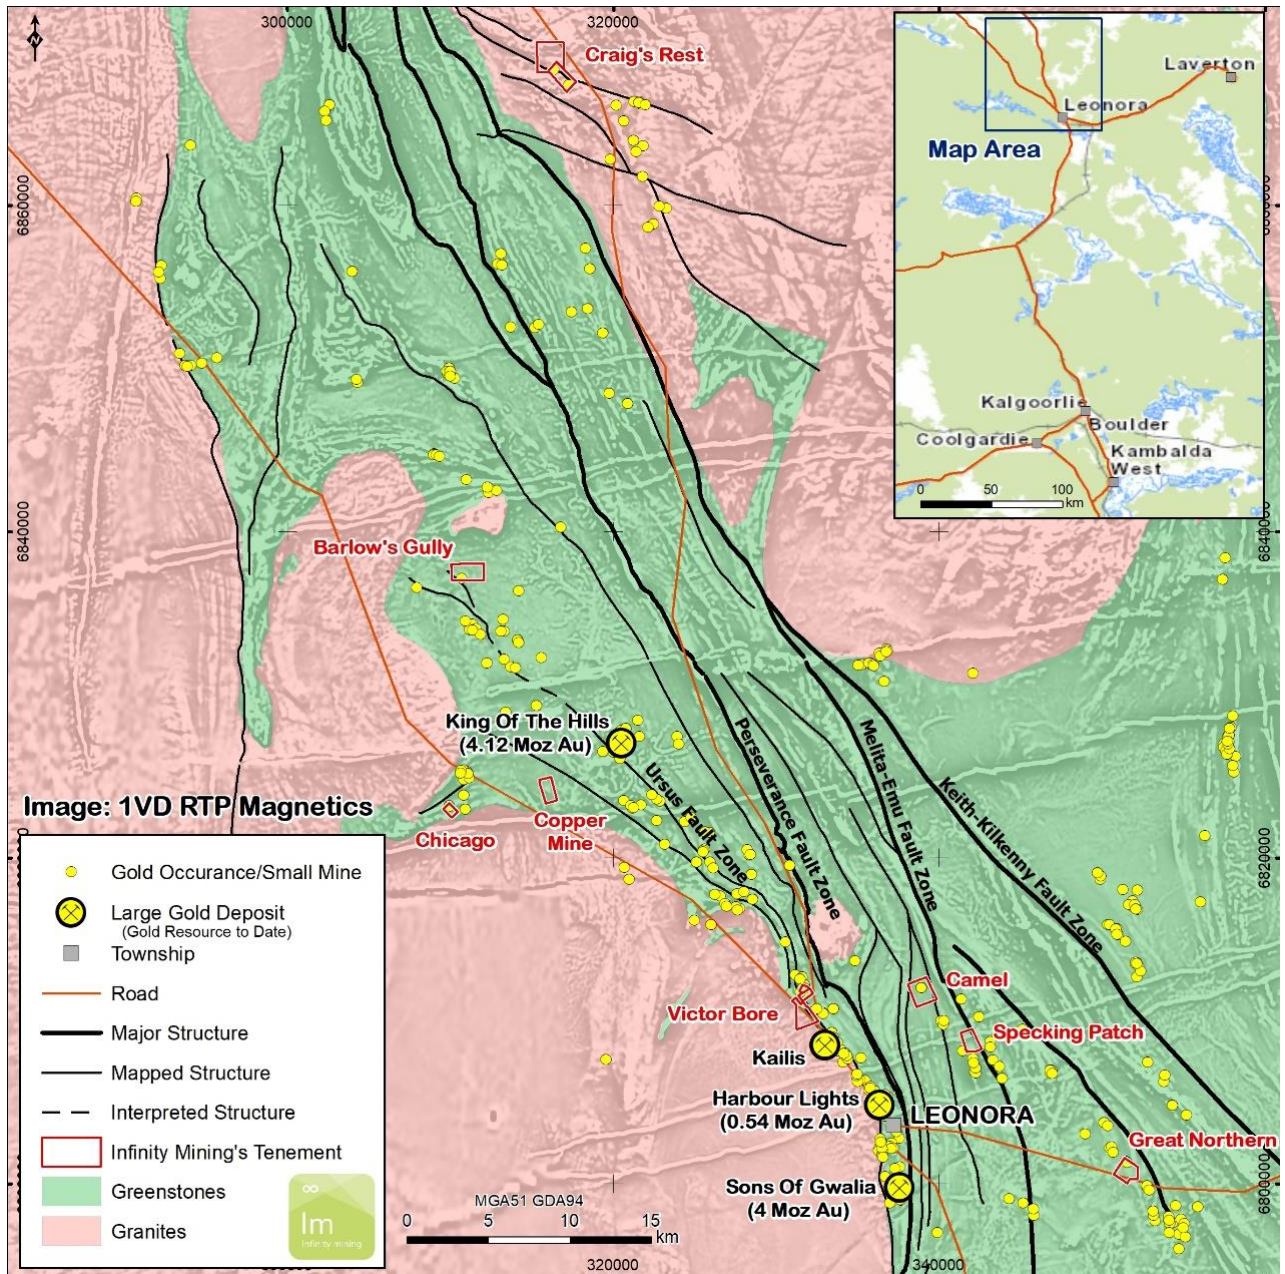 300000
320000
N
Craig's Rest
Laverton
Leonora
Map Area
6860000
Kalgoorlie
Boulder
Coolgardie
Kambalda
West
0 50 100
km
6840000
6840000
Barlow's Gully
King Of The Hills
(4.12 Moz Au)
Ursus Fault Zone
Perseverance Fault Zone
Melita-Emu Fault Zone
Keith-Kilkenny Fault Zone
Image: 1VD RTP Magnetics
Chicago
Copper
Mine
6820000
Gold Occurance/Small Mine
Large Gold Deposit
(Gold Resource to Date)
Township
Road
Major Structure
Mapped Structure
Interpreted Structure
Infinity Mining's Tenement
Greenstones
Granites
Im
Infinity mining
Camel
Victor Bore
Specking Patch
Kailis
Harbour Lights
(0.54 Moz Au)
LEONORA
Great Northern
Sons Of Gwalia
(4 Moz Au)
6800000
MGA51 GDA94
0 5 10 15
km
320000
340000